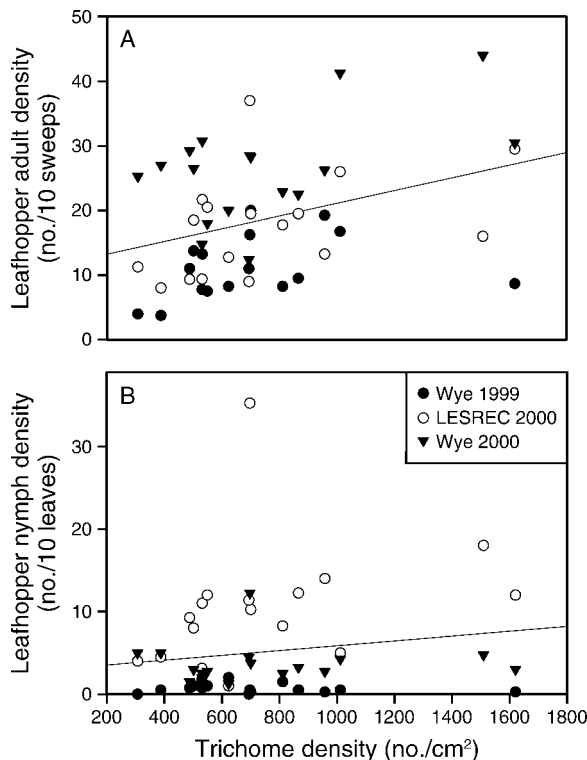 50
A
40
30
20
10
0
Leafhopper adult density
(no./10 sweeps)
B
Wye 1999
LESREC 2000
Wye 2000
30
20
10
0
Leafhopper nymph density
(no./10 leaves)
200 400 600 800 1000 1200 1400 1600 1800
Trichome density (no./cm²)